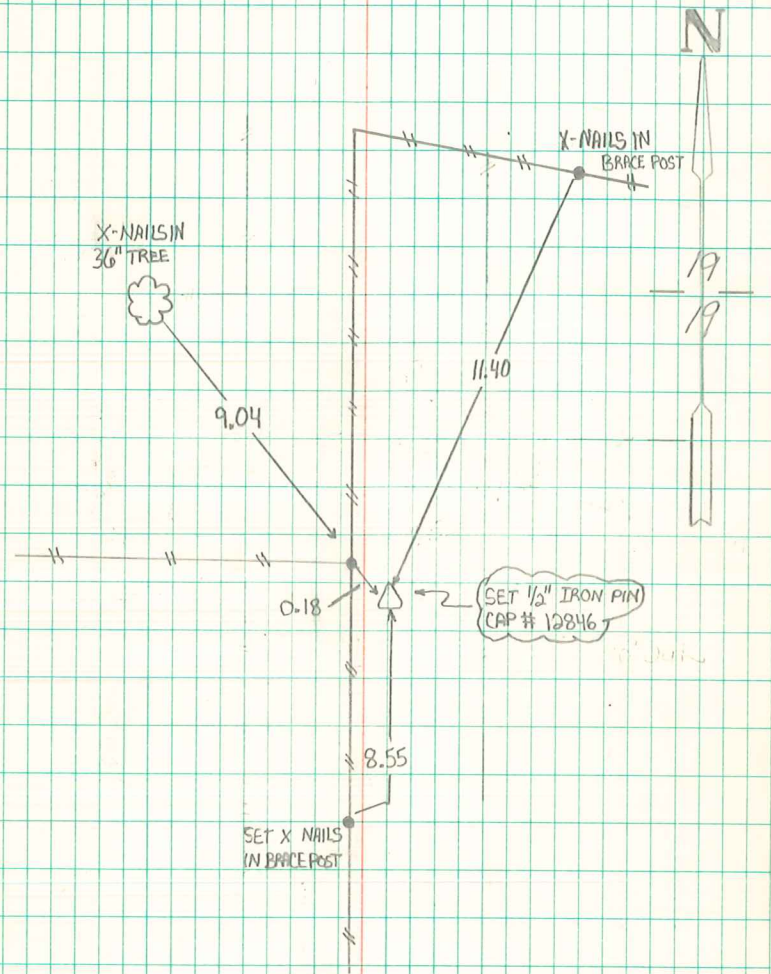 N
X-NAILS IN
BRACE POST
X-NAILS IN
36" TREE
19
19
11.40
9.04
0.18
SET 1/2" IRON PIN
CAP # 12846
8.55
SET X NAILS
IN BRACE POST